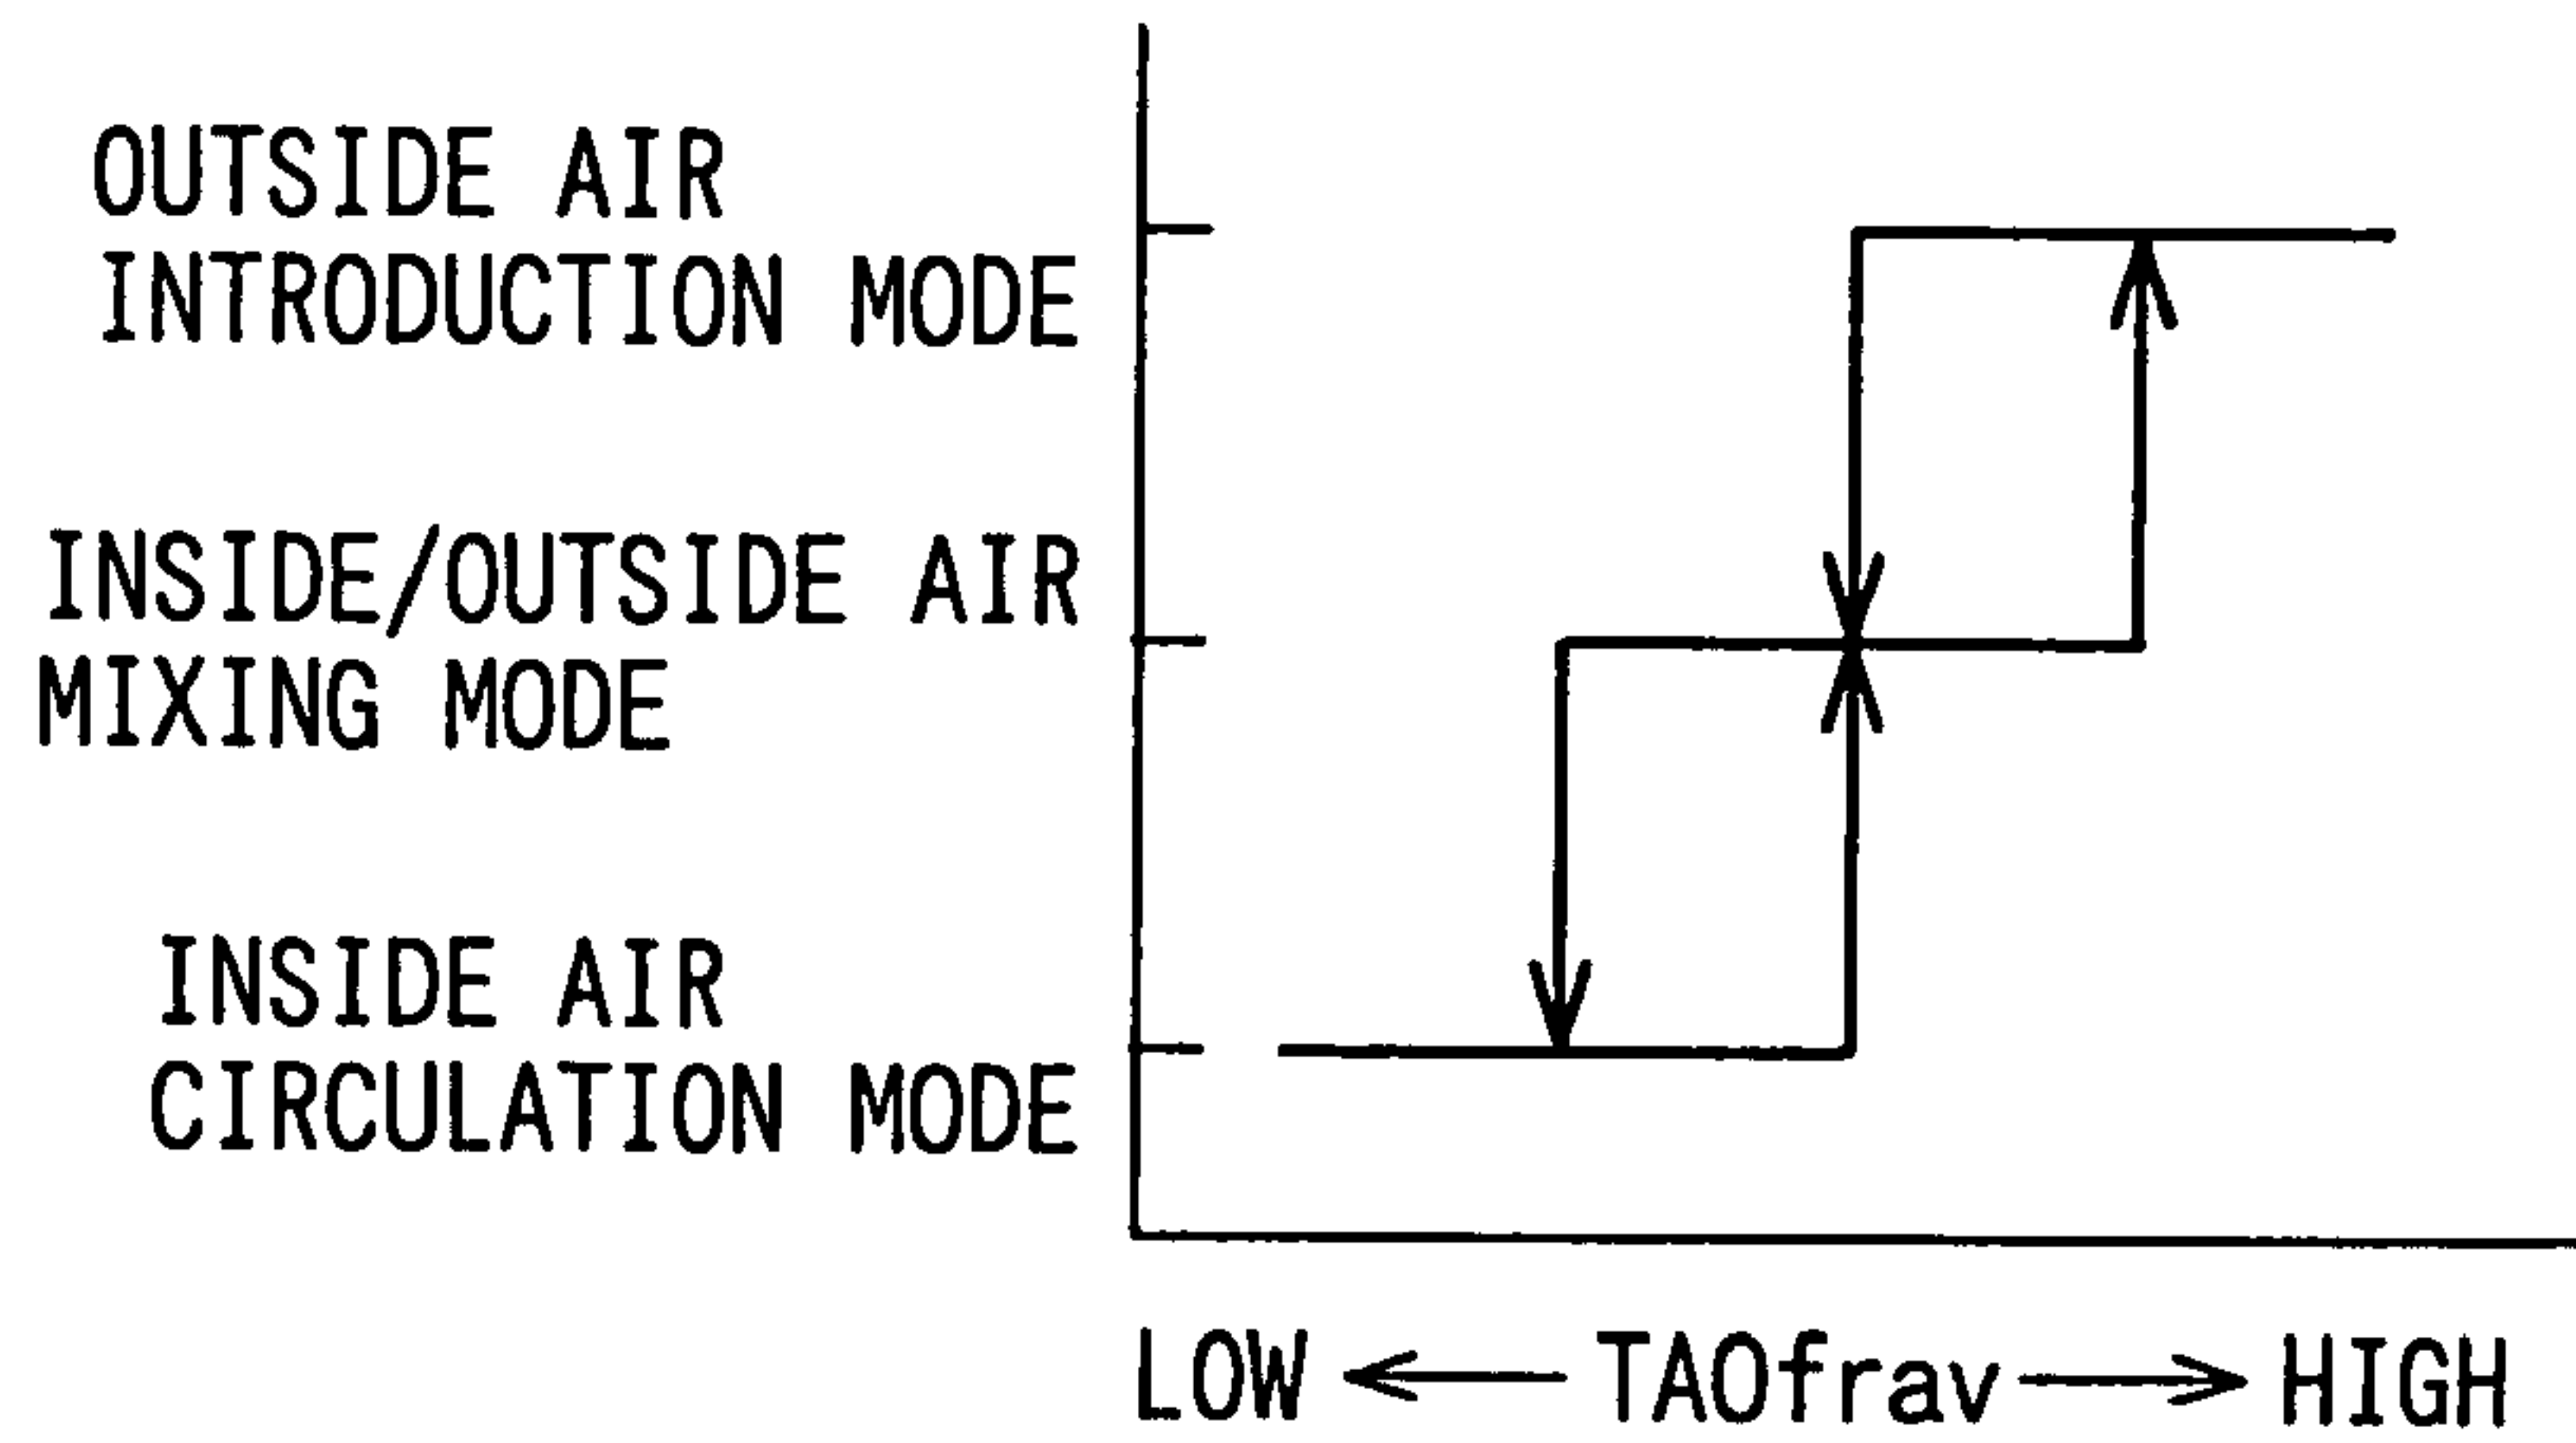 OUTSIDE AIR
INTRODUCTION MODE
INSIDE/OUTSIDE AIR
MIXING MODE
INSIDE AIR
CIRCULATION MODE
LOW ← TAOfrav → HIGH